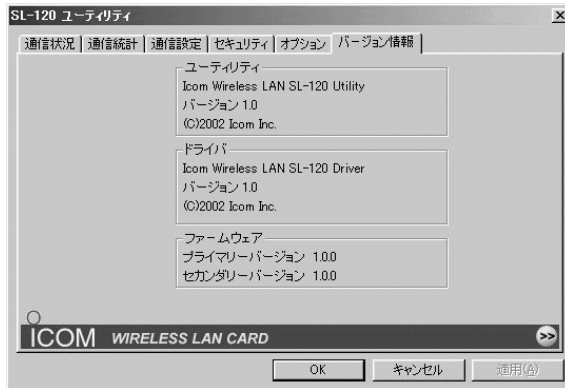 SL-120 ユーティリティ
通信状況 通信統計 通信設定 セキュリティ オプション バージョン情報
ユーティリティ
Icom Wireless LAN SL-120 Utility
バージョン 1.0
(C)2002 Icom Inc.
ドライバ
Icom Wireless LAN SL-120 Driver
バージョン 1.0
(C)2002 Icom Inc.
ファームウェア
プライマリーバージョン 1.0.0
セカンダリーバージョン 1.0.0
ICOM WIRELESS LAN CARD
OK キャンセル 適用(A)